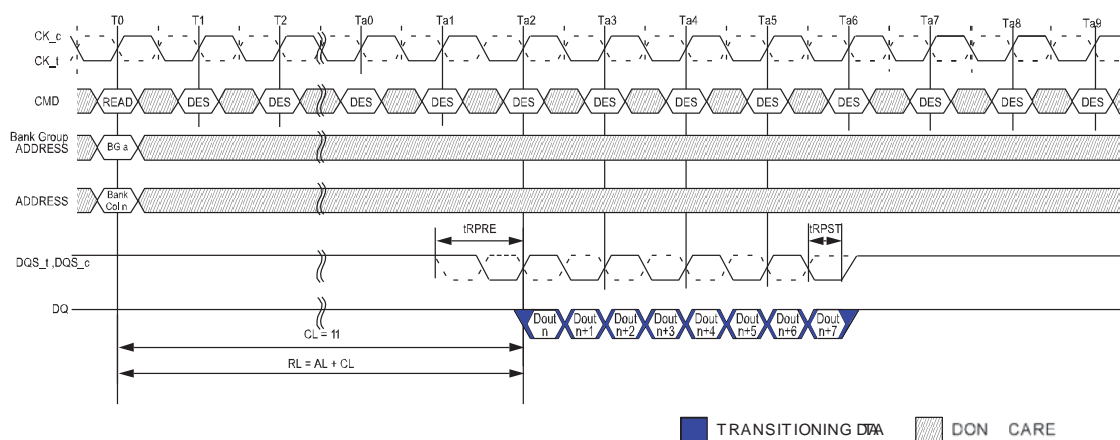 T0 T1 T2 Ta0 Ta1 Ta2 Ta3 Ta4 Ta5 Ta6 Ta7 Ta8 Ta9
CK_c
CK_t
CMD READ DES DES DES DES DES DES DES DES DES DES DES DES
Bank Group
ADDRESS BG a
ADDRESS Bank
Col n
tRPRE tRPST
DQS_t ,DQS_c
DQ Dout Dout Dout Dout Dout Dout Dout Dout
n n+1 n+2 n+3 n+4 n+5 n+6 n+7
CL = 11
RL = AL + CL
TRANSITIONING DATA DON CARE